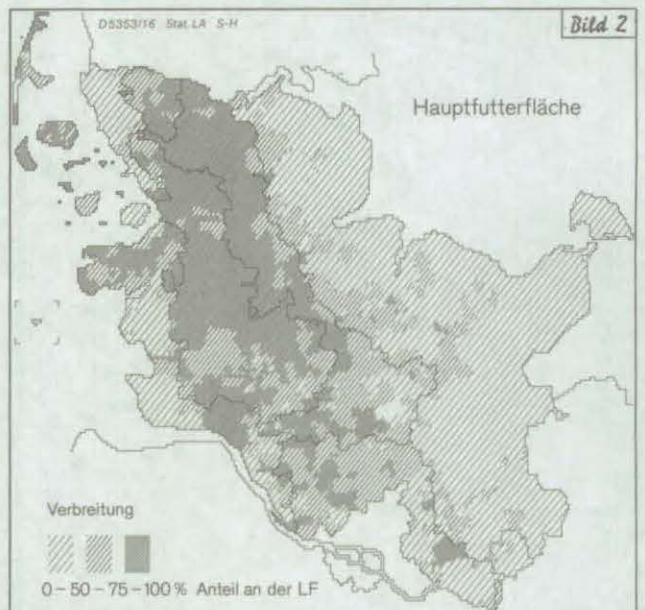 D5353/16 Stat.LA S-H
Bild 2
Hauptfutterfläche
Verbreitung
0 – 50 – 75 – 100 % Anteil an der LF